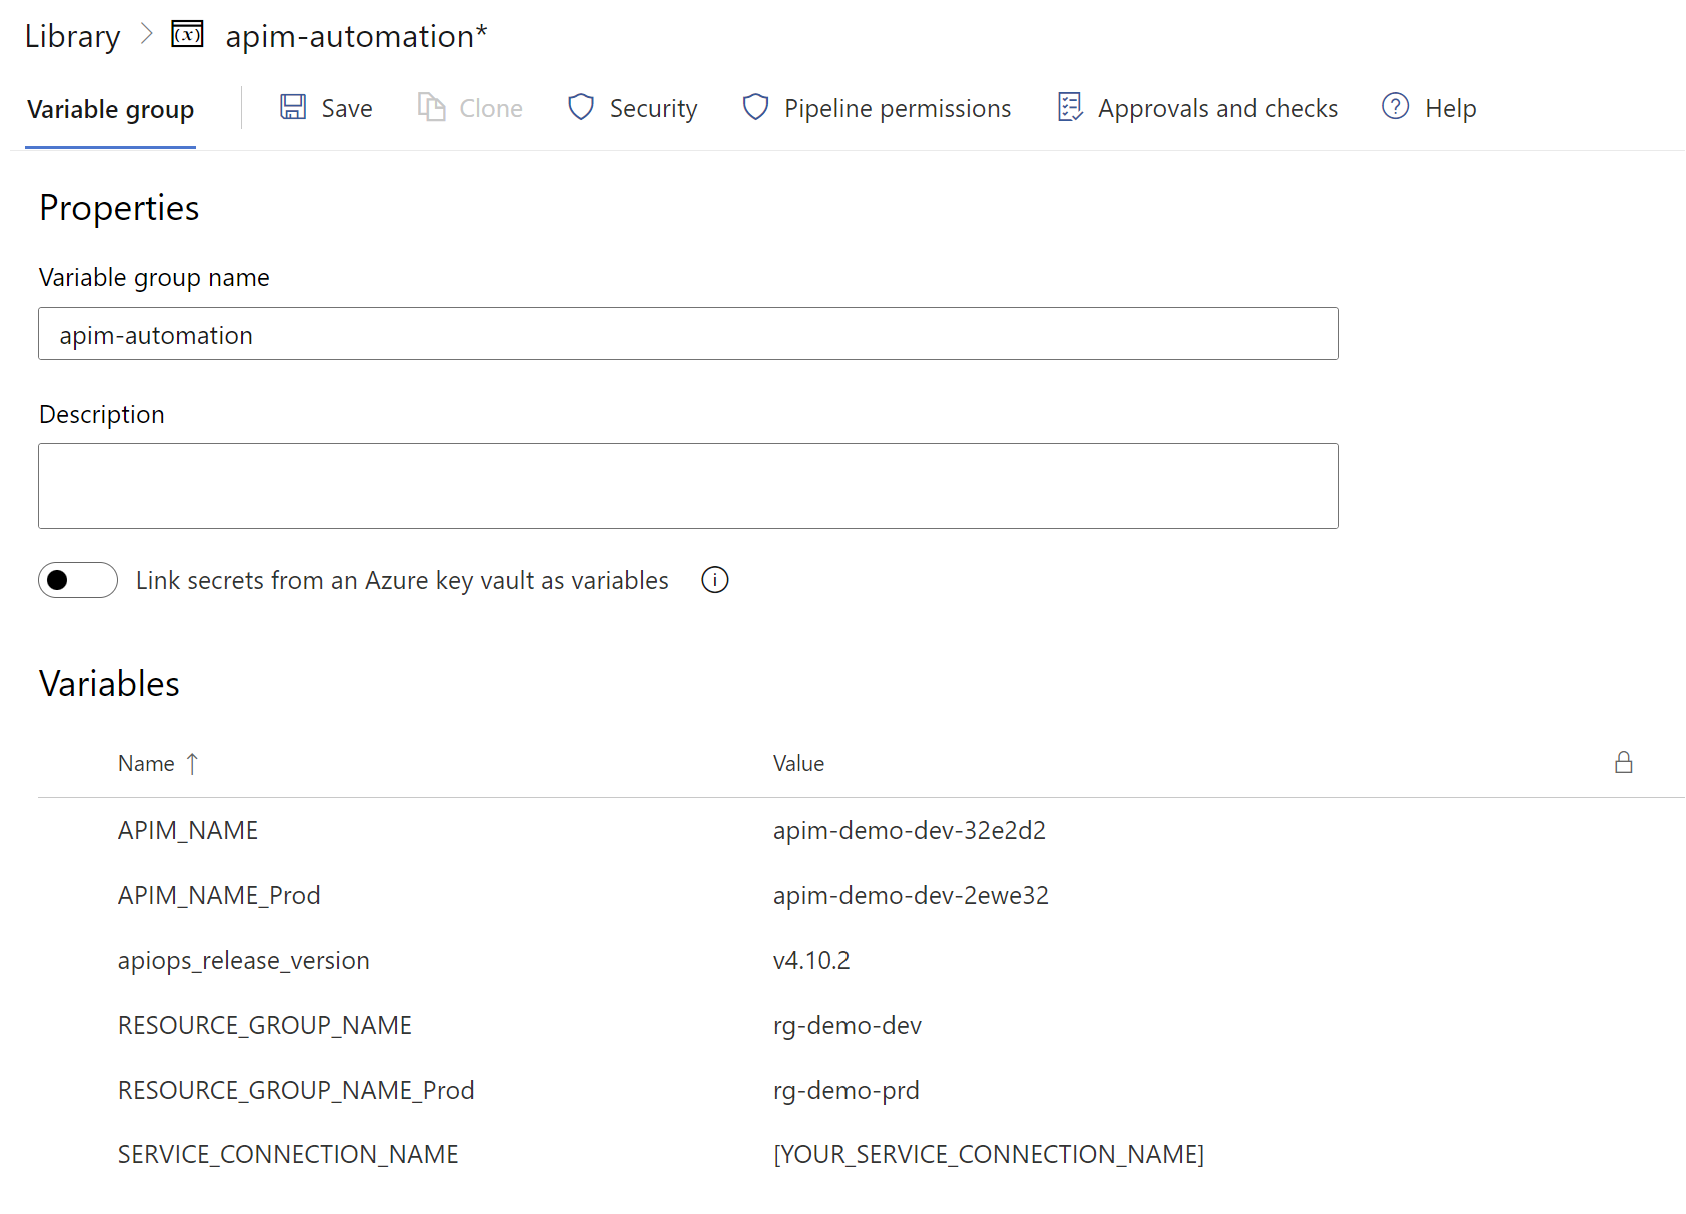 Library > (x) apim-automation*
Variable group Save Clone Security Pipeline permissions Approvals and checks Help
Properties
Variable group name
apim-automation
Description
Link secrets from an Azure key vault as variables
Variables
Name ↑ Value
APIM_NAME apim-demo-dev-32e2d2
APIM_NAME_Prod apim-demo-dev-2ewe32
apiops_release_version v4.10.2
RESOURCE_GROUP_NAME rg-demo-dev
RESOURCE_GROUP_NAME_Prod rg-demo-prd
SERVICE_CONNECTION_NAME [YOUR_SERVICE_CONNECTION_NAME]